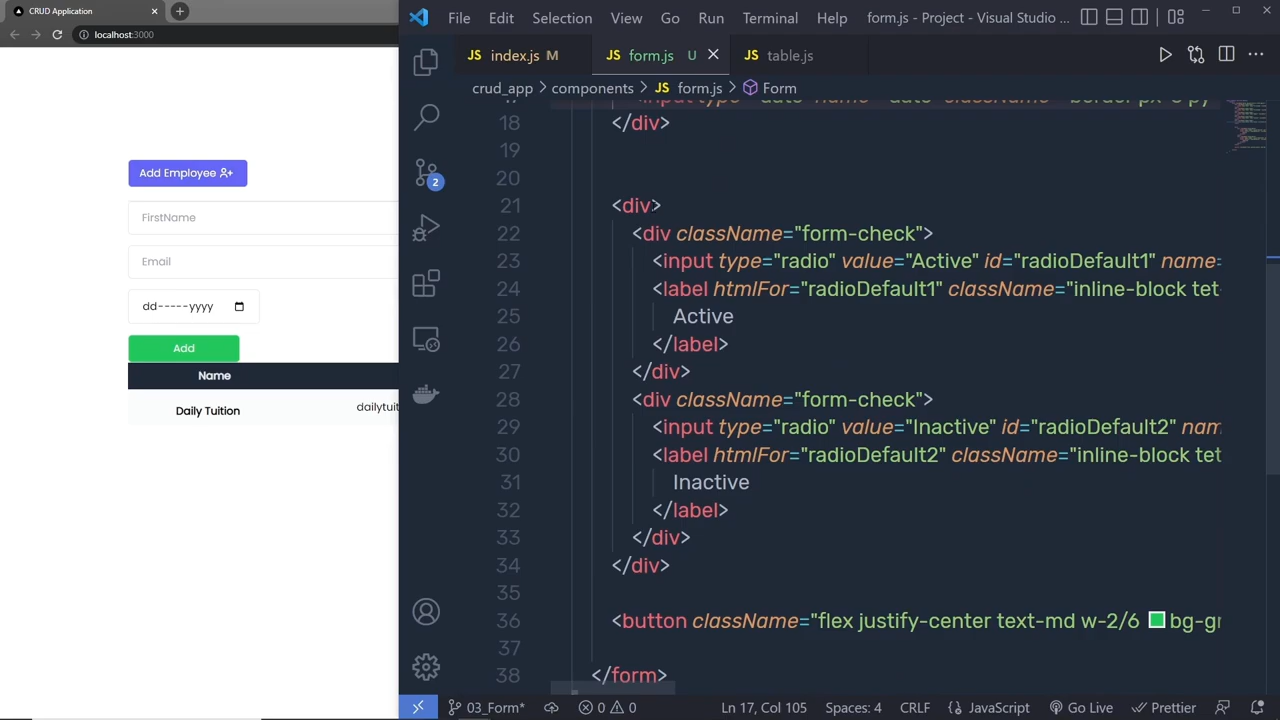 CRUD Application
localhost:3000
Add Employee
FirstName
Email
dd-----yyyy
Add
Name
Daily Tuition
dailytuit
File Edit Selection View Go Run Terminal Help form.js - Project - Visual Studio ...
JS index.js M JS form.js U JS table.js
crud_app > components > JS form.js > Form
18 </div>
19
20
21 <div>
22 <div className="form-check">
23 <input type="radio" value="Active" id="radioDefault1" name=
24 <label htmlFor="radioDefault1" className="inline-block tet-
25 Active
26 </label>
27 </div>
28 <div className="form-check">
29 <input type="radio" value="Inactive" id="radioDefault2" nam
30 <label htmlFor="radioDefault2" className="inline-block tet
31 Inactive
32 </label>
33 </div>
34 </div>
35
36 <button className="flex justify-center text-md w-2/6 bg-gr
37
38 </form>
2
03_Form* 0 0 Ln 17, Col 105 Spaces: 4 CRLF {} JavaScript Go Live Prettier